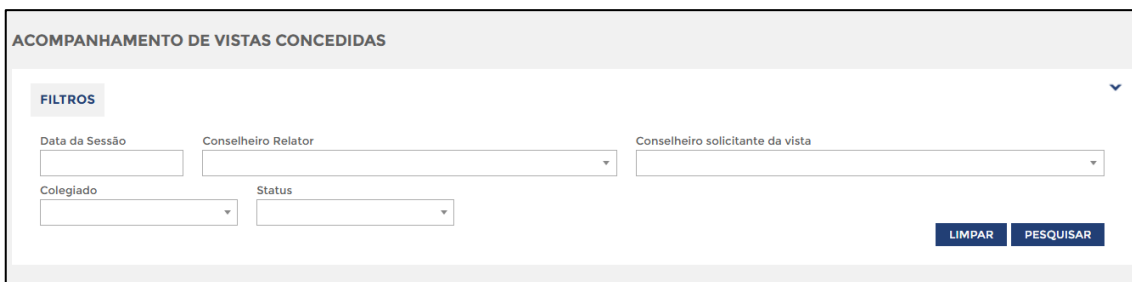 ACOMPANHAMENTO DE VISTAS CONCEDIDAS
FILTROS
Data da Sessão Conselheiro Relator Conselheiro solicitante da vista
Colegiado Status
LIMPAR PESQUISAR